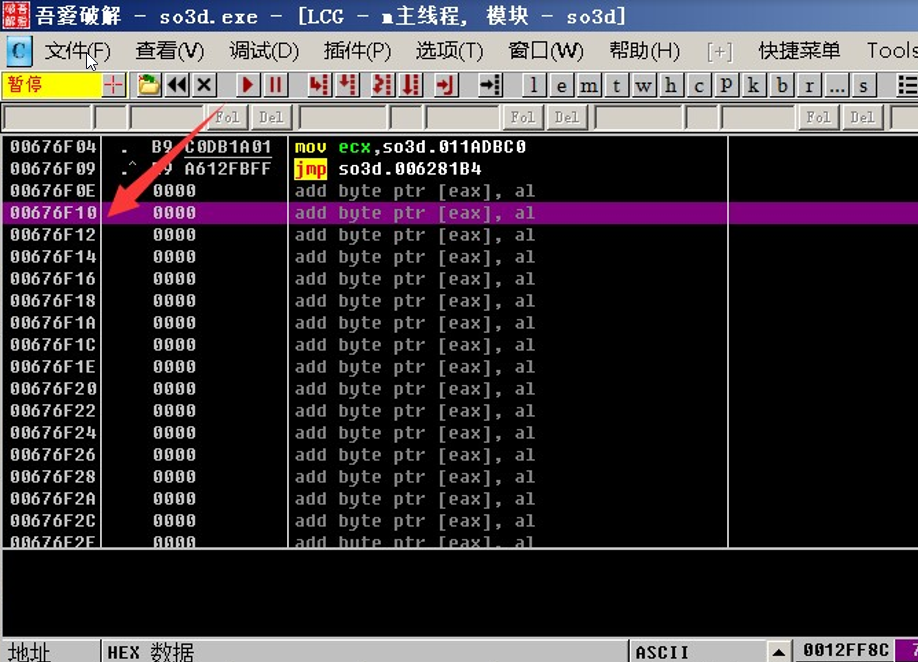 吾爱破解
吾爱破解 - so3d.exe - [LCG - 主线程, 模块 - so3d]
C 文件(F) 查看(V) 调试(D) 插件(P) 选项(T) 窗口(W) 帮助(H) [+] 快捷菜单 Tools
暂停 l e m t w h c p k b r ... s
Fol Del Fol Del Fol Del
00676F04 . B9 C0DB1A01 mov ecx,so3d.011ADBC0
00676F09 .^ E9 A612FBFF jmp so3d.006281B4
00676F0E 0000 add byte ptr [eax], al
00676F10 0000 add byte ptr [eax], al
00676F12 0000 add byte ptr [eax], al
00676F14 0000 add byte ptr [eax], al
00676F16 0000 add byte ptr [eax], al
00676F18 0000 add byte ptr [eax], al
00676F1A 0000 add byte ptr [eax], al
00676F1C 0000 add byte ptr [eax], al
00676F1E 0000 add byte ptr [eax], al
00676F20 0000 add byte ptr [eax], al
00676F22 0000 add byte ptr [eax], al
00676F24 0000 add byte ptr [eax], al
00676F26 0000 add byte ptr [eax], al
00676F28 0000 add byte ptr [eax], al
00676F2A 0000 add byte ptr [eax], al
00676F2C 0000 add byte ptr [eax], al
00676F2E 0000 add byte ptr [eax], al
地址 HEX 数据 ASCII 0012FF8C